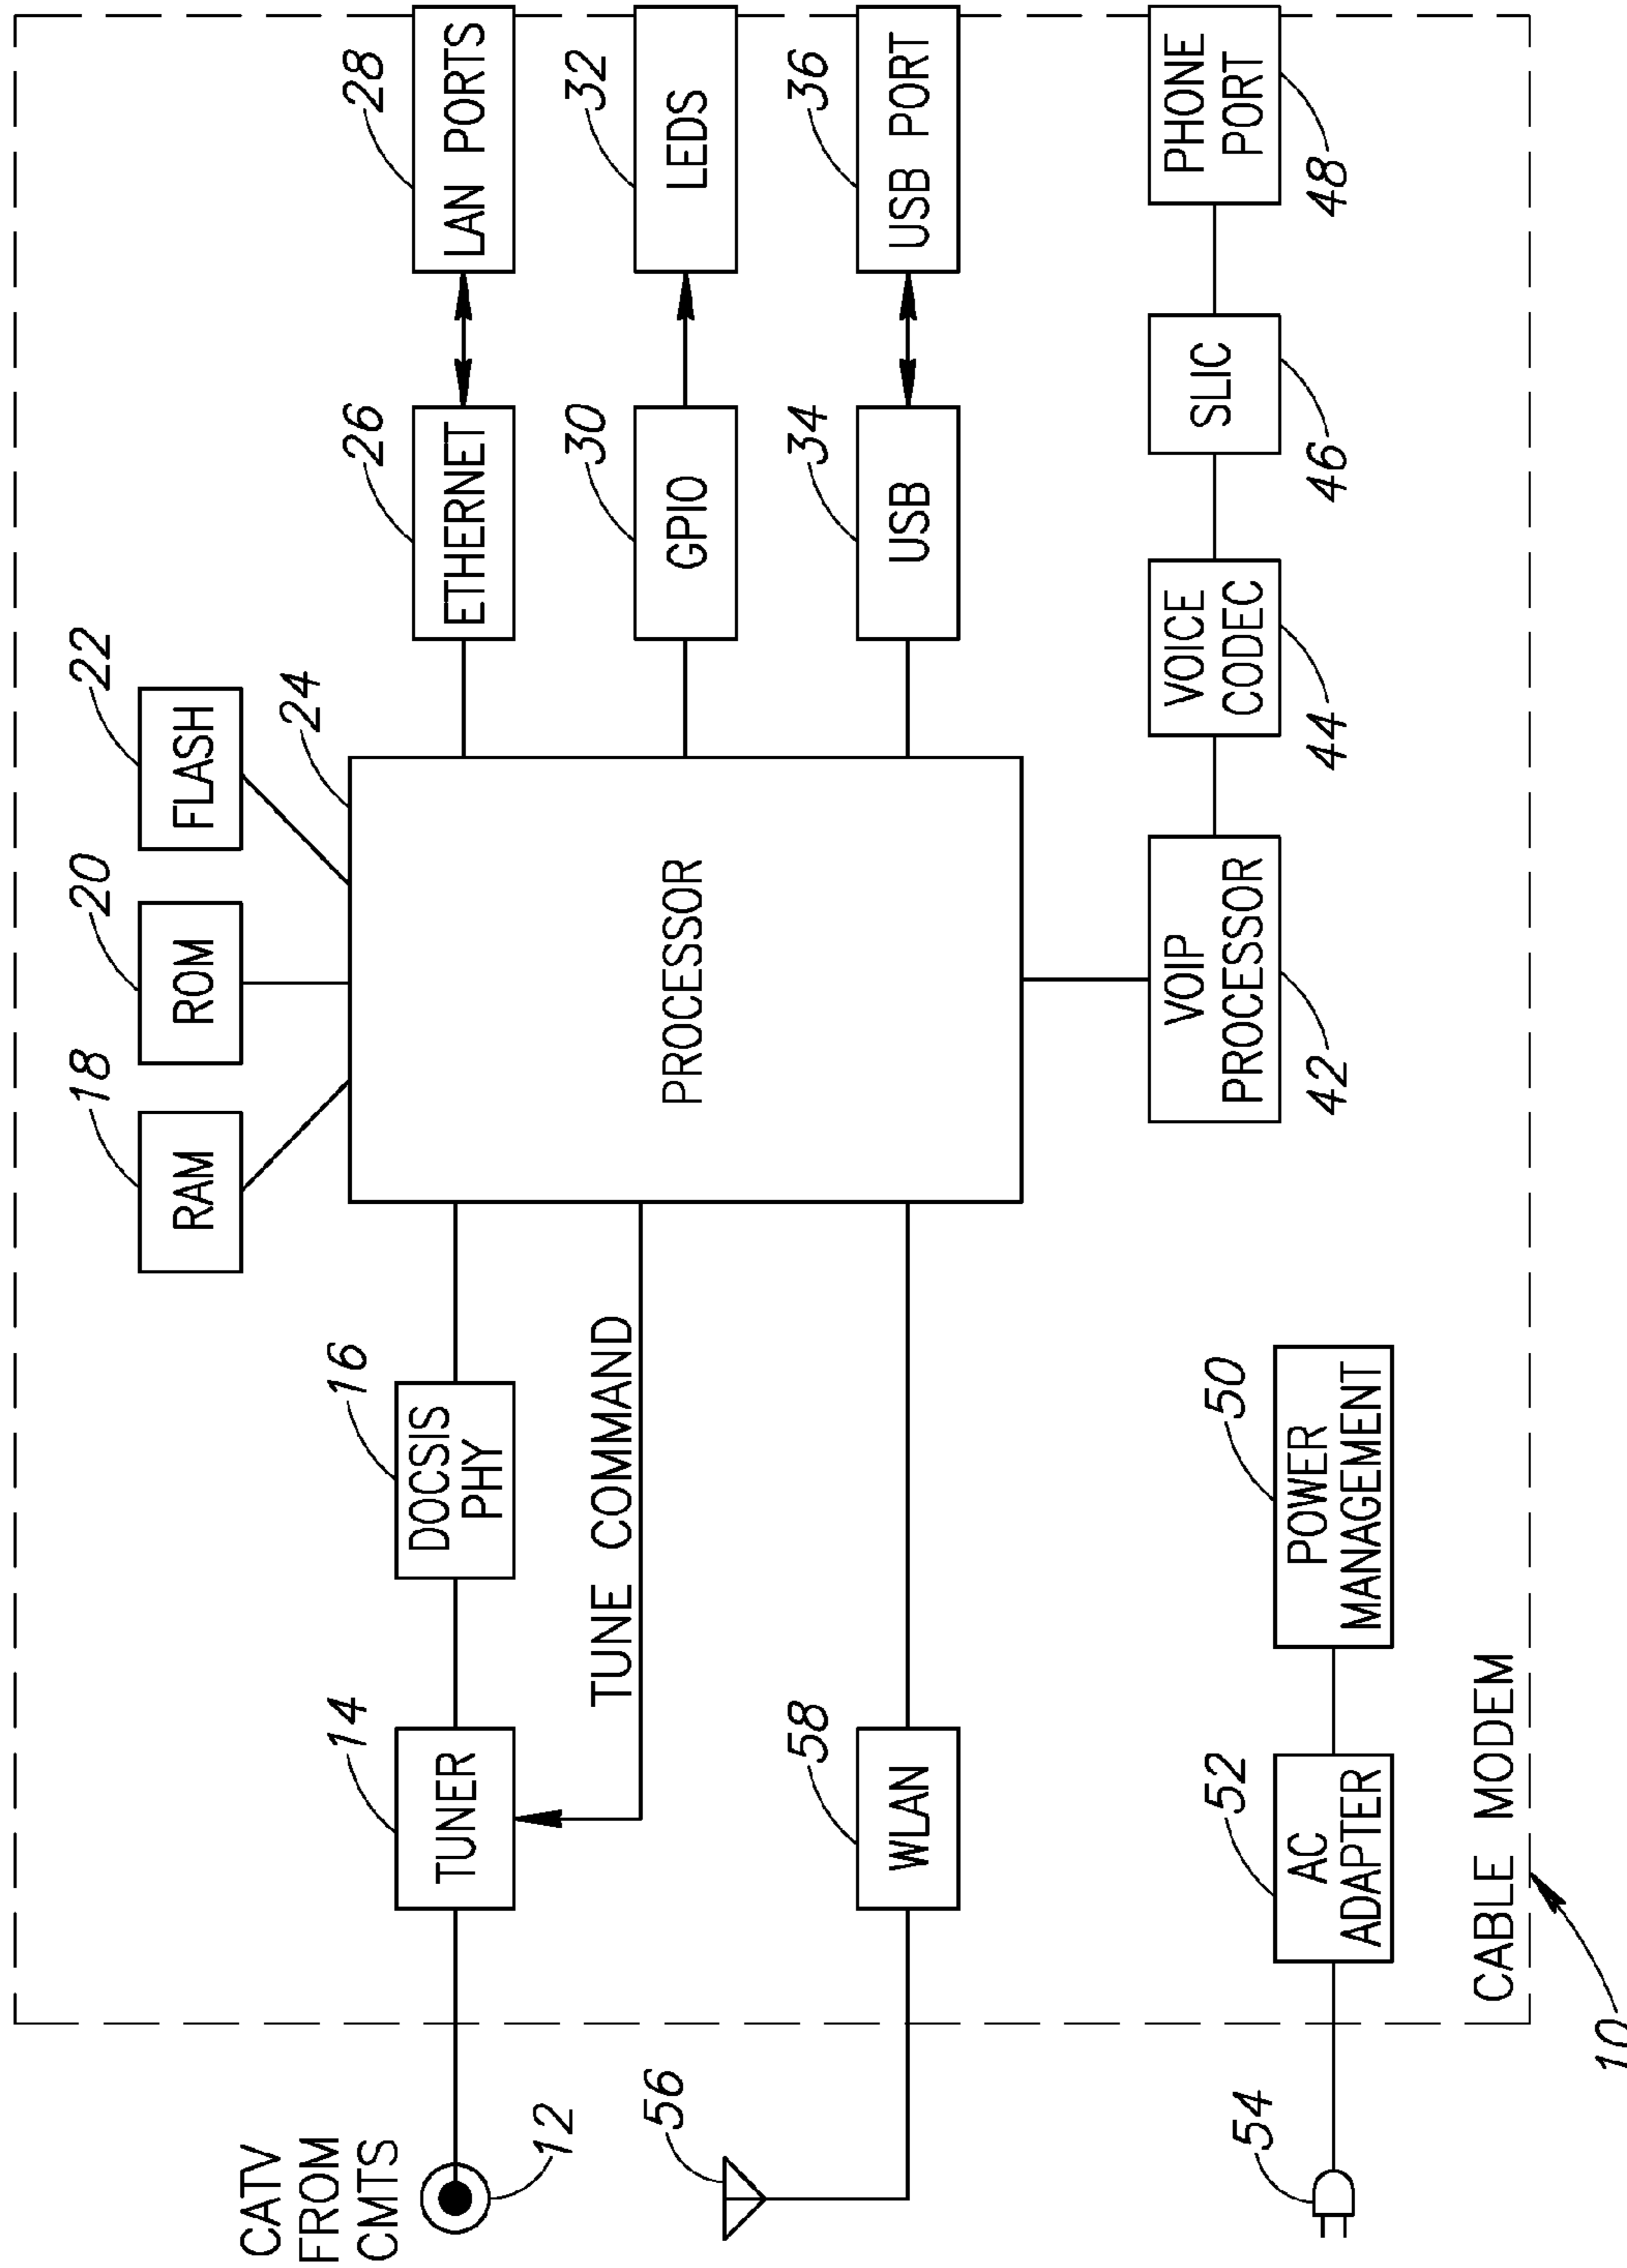 CATV
FROM
CMTS
12
14
TUNER
16
DOCSIS
PHY
TUNE COMMAND
18
RAM
20
ROM
22
FLASH
24
PROCESSOR
26
ETHERNET
28
LAN PORTS
30
GPIO
32
LEDS
34
USB
36
USB PORT
56
58
WLAN
VOIP
PROCESSOR
42
VOICE
CODEC
44
SLIC
46
PHONE
PORT
48
54
52
AC
ADAPTER
50
POWER
MANAGEMENT
CABLE MODEM
10